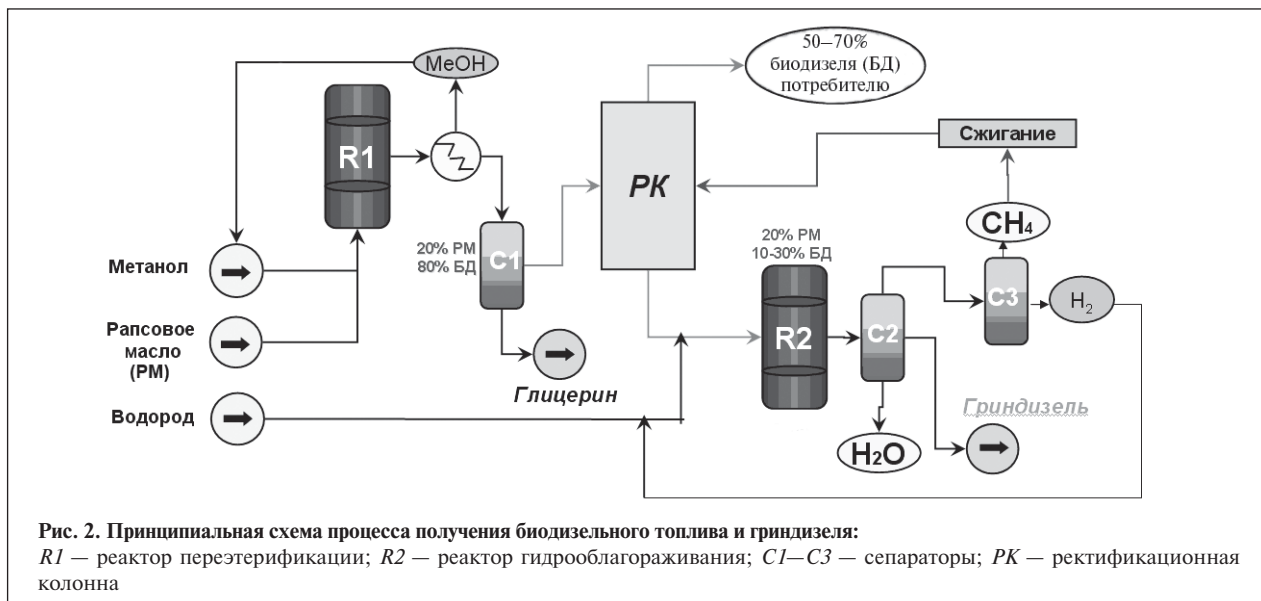 50–70%
биодизеля (БД)
потребителю
MeOH
R1
Сжигание
РК
CH₄
20% РМ
80% БД
C1
20% РМ
10-30% БД
Метанол
C3
H₂
Рапсовое
масло
(РМ)
R2
C2
Глицерин
Водород
Гриндизель
H₂O
Рис. 2. Принципиальная схема процесса получения биодизельного топлива и гриндизеля:
R1 — реактор переэтерификации; R2 — реактор гидрооблагораживания; C1—C3 — сепараторы; РК — ректификационная
колонна